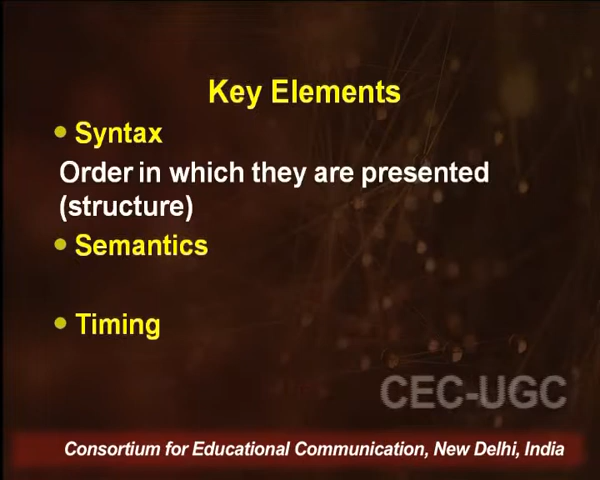 Key Elements
• Syntax
Order in which they are presented
(structure)
• Semantics
• Timing
CEC-UGC
Consortium for Educational Communication, New Delhi, India